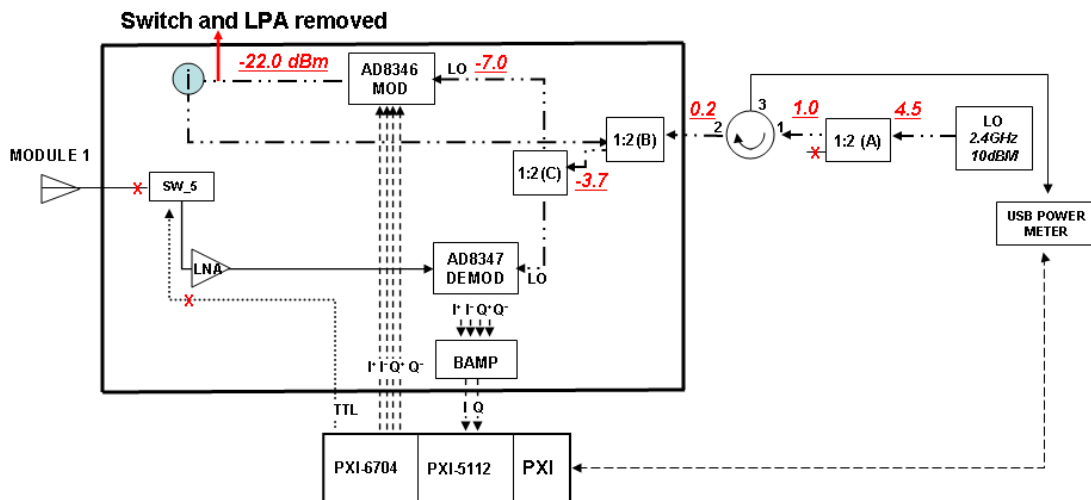 Switch and LPA removed
-22.0 dBm
i
AD8346
MOD
LO
-7.0
3
0.2
2
1
1.0
4.5
LO
2.4GHz
10dBM
1:2 (A)
1:2(B)
1:2(C)
-3.7
MODULE 1
x
SW_5
x
LNA
x
AD8347
DEMOD
LO
USB POWER
METER
I+ I- Q+ Q-
BAMP
I+ I- Q+ Q-
I Q
TTL
PXI-6704
PXI-5112
PXI